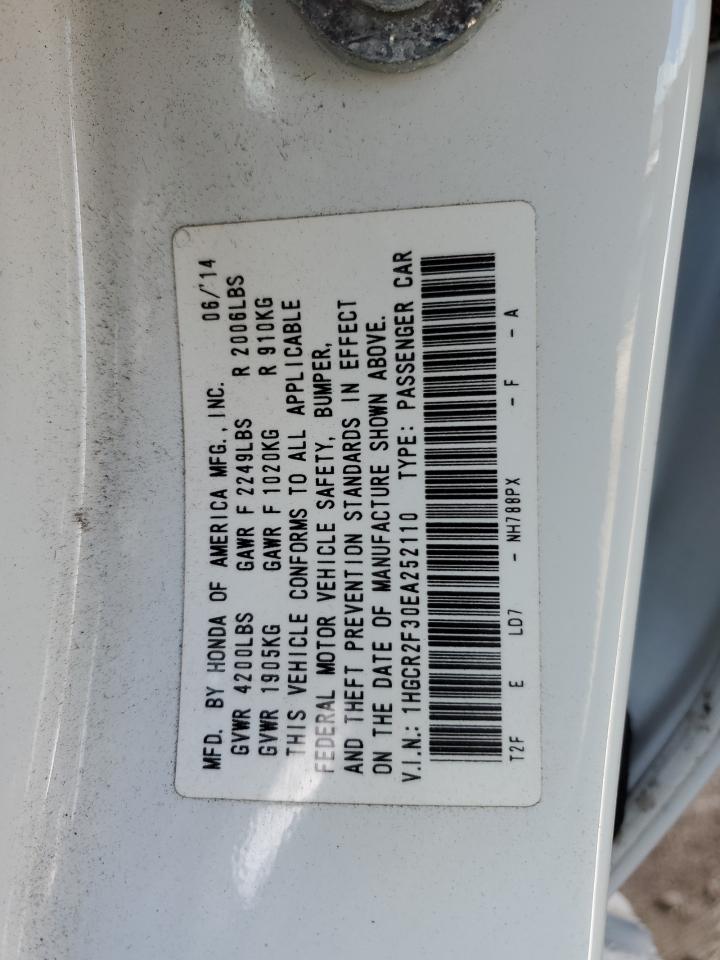 MFD. BY HONDA OF AMERICA MFG., INC. 06/'14
GVWR 4200LBS GAWR F 2249LBS R 2006LBS
GVWR 1905KG GAWR F 1020KG R 910KG
THIS VEHICLE CONFORMS TO ALL APPLICABLE
FEDERAL MOTOR VEHICLE SAFETY, BUMPER,
AND THEFT PREVENTION STANDARDS IN EFFECT
ON THE DATE OF MANUFACTURE SHOWN ABOVE.
V.I.N.: 1HGCR2F30EA252110 TYPE: PASSENGER CAR
T2F E LD7 - NH788PX - F - A